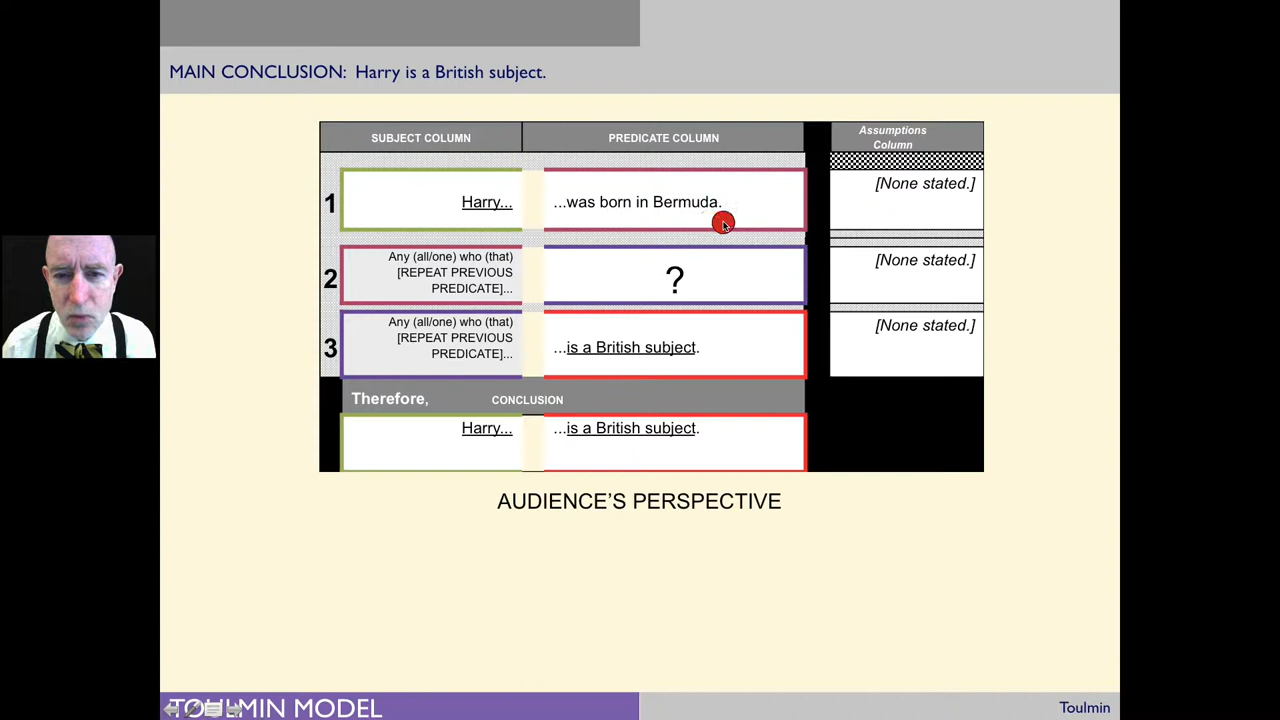 MAIN CONCLUSION: Harry is a British subject.
SUBJECT COLUMN
PREDICATE COLUMN
Assumptions
Column
1
Harry...
...was born in Bermuda.
[None stated.]
2
Any (all/one) who (that)
[REPEAT PREVIOUS
PREDICATE]...
?
[None stated.]
3
Any (all/one) who (that)
[REPEAT PREVIOUS
PREDICATE]...
...is a British subject.
[None stated.]
Therefore,
CONCLUSION
Harry...
...is a British subject.
AUDIENCE'S PERSPECTIVE
TOULMIN MODEL
Toulmin